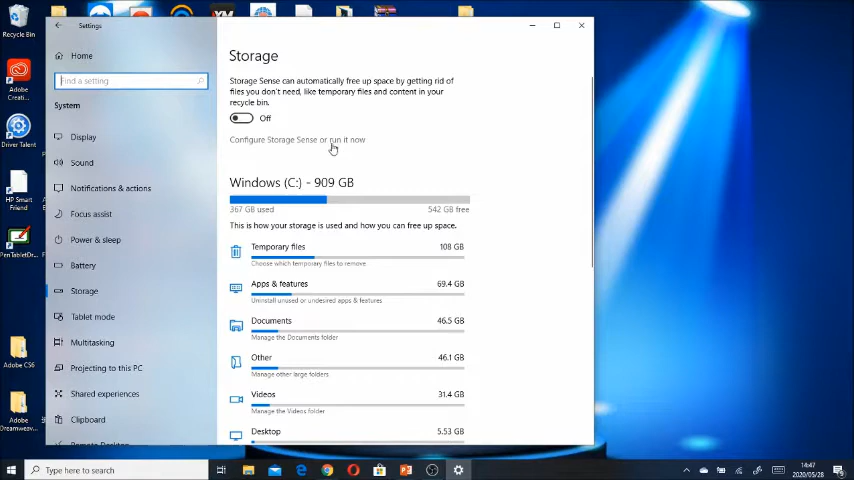 Recycle Bin
Adobe
Creati...
Driver Talent
HP Smart
Friend
PenTabletDr...
Adobe CS6
Adobe
Dreamweav...
Settings
Home
Find a setting
System
Display
Sound
Notifications & actions
Focus assist
Power & sleep
Battery
Storage
Tablet mode
Multitasking
Projecting to this PC
Shared experiences
Clipboard
Remote Desktop
Storage
Storage Sense can automatically free up space by getting rid of
files you don't need, like temporary files and content in your
recycle bin.
Off
Configure Storage Sense or run it now
Windows (C:) - 909 GB
367 GB used
542 GB free
This is how your storage is used and how you can free up space.
Temporary files
108 GB
Choose which temporary files to remove
Apps & features
69.4 GB
Uninstall unused or undesired apps & features
Documents
46.5 GB
Manage the Documents folder
Other
46.1 GB
Manage other large folders
Videos
31.4 GB
Manage the Videos folder
Desktop
5.53 GB
Type here to search
14:47
2020/05/28